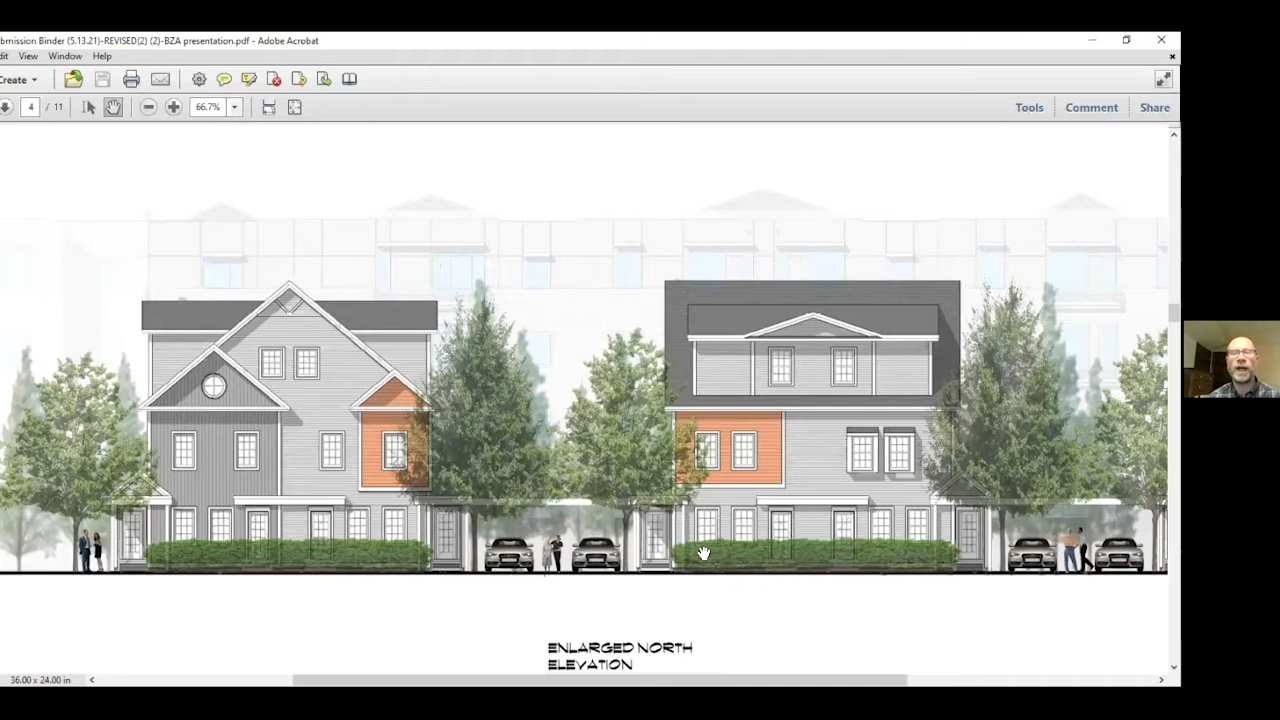 bmission Binder (5.13.21)-REVISED(2) (2)-BZA presentation.pdf - Adobe Acrobat
dit View Window Help
Create
4 / 11 66.7% Tools Comment Share
ENLARGED NORTH
ELEVATION
36.00 x 24.00 in